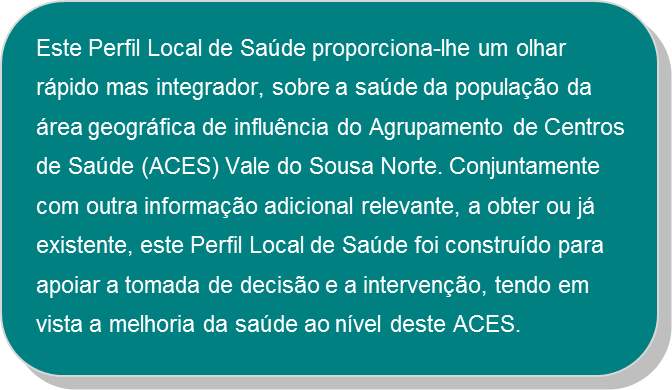 Este Perfil Local de Saúde proporciona-lhe um olhar
rápido mas integrador, sobre a saúde da população da
área geográfica de influência do Agrupamento de Centros
de Saúde (ACES) Vale do Sousa Norte. Conjuntamente
com outra informação adicional relevante, a obter ou já
existente, este Perfil Local de Saúde foi construído para
apoiar a tomada de decisão e a intervenção, tendo em
vista a melhoria da saúde ao nível deste ACES.